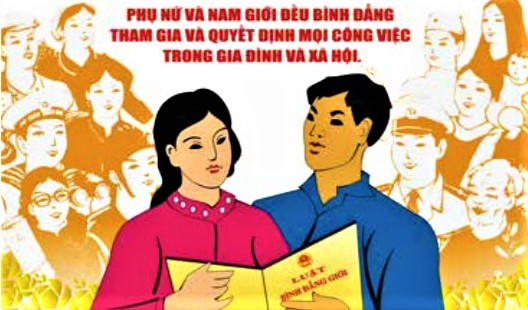 PHỤ NỮ VÀ NAM GIỚI ĐỀU BÌNH ĐẲNG
THAM GIA VÀ QUYẾT ĐỊNH MỌI CÔNG VIỆC
TRONG GIA ĐÌNH VÀ XÃ HỘI.
LUẬT
BÌNH ĐẲNG GIỚI